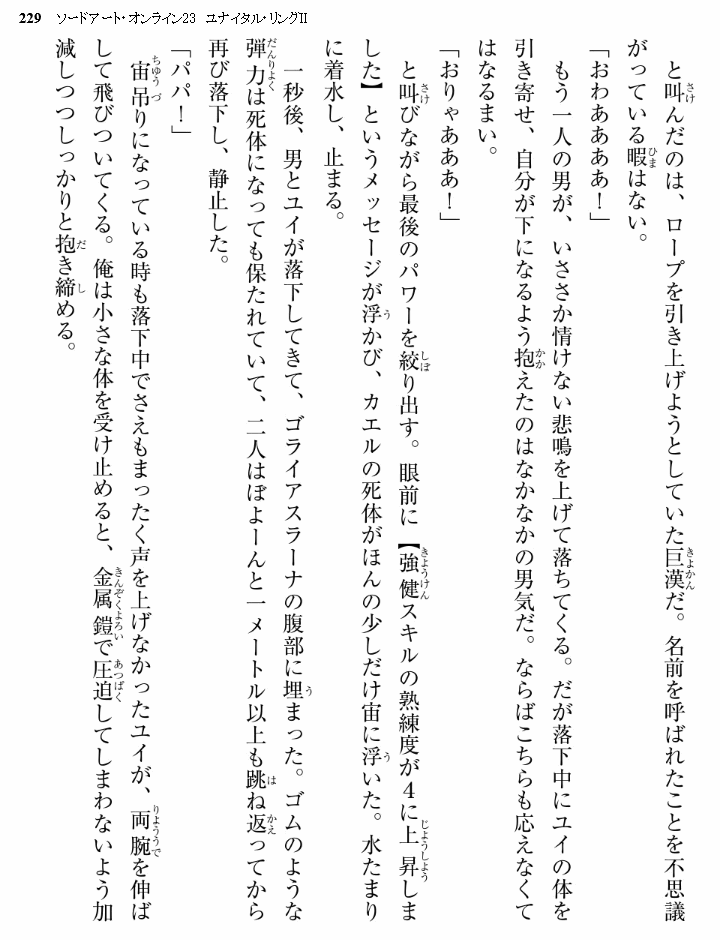 229 ソードアート・オンライン23 ユナイタル・リングⅡ
と叫んだのは、ロープを引き上げようとしていた巨漢だ。名前を呼ばれたことを不思議
がっている暇はない。
「おわああああ！」
もう一人の男が、いささか情けない悲鳴を上げて落ちてくる。だが落下中にユイの体を
引き寄せ、自分が下になるよう抱えたのはなかなかの男気だ。ならばこちらも応えなくて
はなるまい。
「おりゃあああ！」
と叫びながら最後のパワーを絞り出す。眼前に【強健スキルの熟練度が4に上昇しま
した】というメッセージが浮かび、カエルの死体がほんの少しだけ宙に浮いた。水たまり
に着水し、止まる。
一秒後、男とユイが落下してきて、ゴライアスラーナの腹部に埋まった。ゴムのような
弾力は死体になっても保たれていて、二人はぼよーんと一メートル以上も跳ね返ってから
再び落下し、静止した。
「パパ！」
宙吊りになっている時も落下中でさえもまったく声を上げなかったユイが、両腕を伸ば
して飛びついてくる。俺は小さな体を受け止めると、金属鎧で圧迫してしまわないよう加
減しつつしっかりと抱き締める。